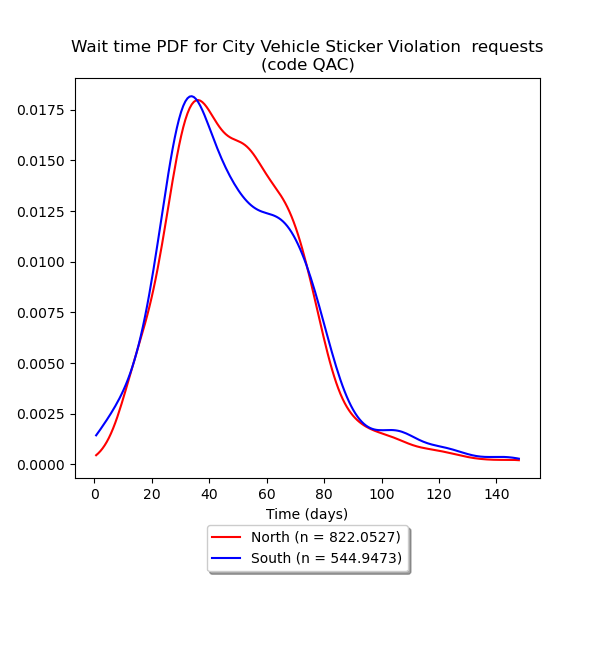 Wait time PDF for City Vehicle Sticker Violation  requests
(code QAC)
0.0175
0.0150
0.0125
0.0100
0.0075
0.0050
0.0025
0.0000
0 20 40 60 80 100 120 140
Time (days)
North (n = 822.0527)
South (n = 544.9473)